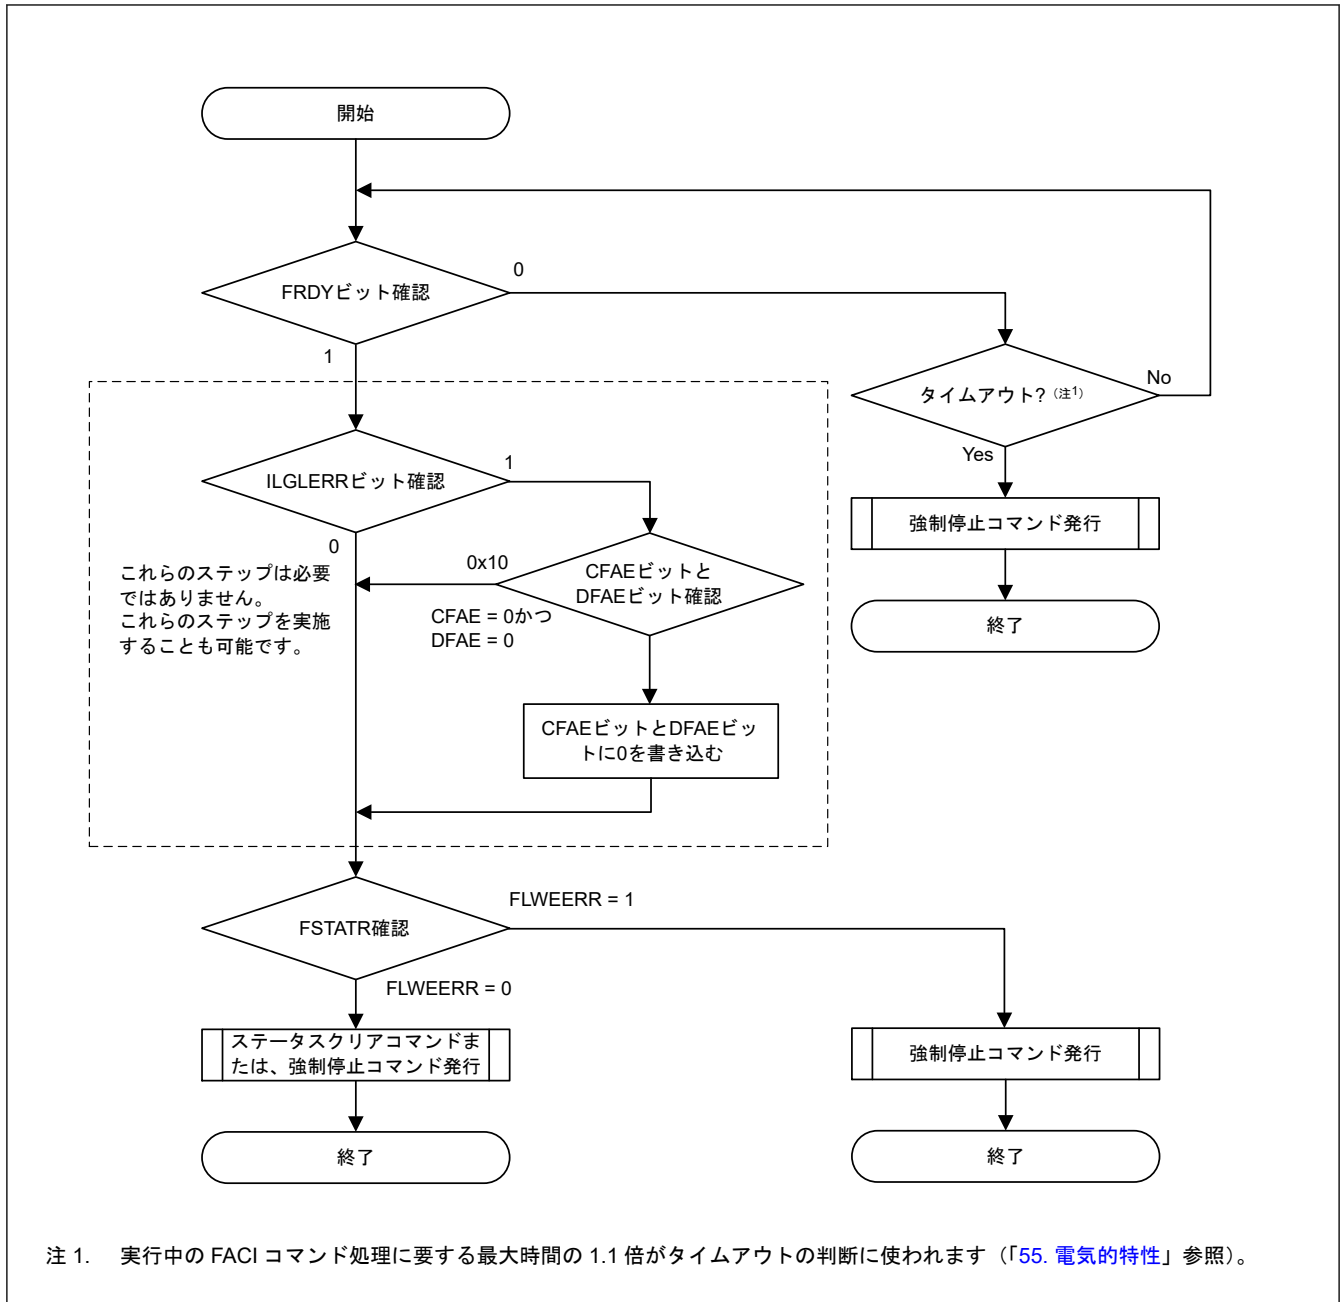 開始
FRDYビット確認
0
1
タイムアウト? (注1)
No
Yes
強制停止コマンド発行
終了
ILGLERRビット確認
1
0
これらのステップは必要
ではありません。
これらのステップを実施
することも可能です。
0x10
CFAE = 0かつ
DFAE = 0
CFAEビットと
DFAEビット確認
CFAEビットとDFAEビッ
トに0を書き込む
FSTATR確認
FLWEERR = 1
FLWEERR = 0
ステータスクリアコマンドま
たは、強制停止コマンド発行
終了
強制停止コマンド発行
終了
注 1. 実行中の FACI コマンド処理に要する最大時間の 1.1 倍がタイムアウトの判断に使われます（「55. 電気的特性」参照）。